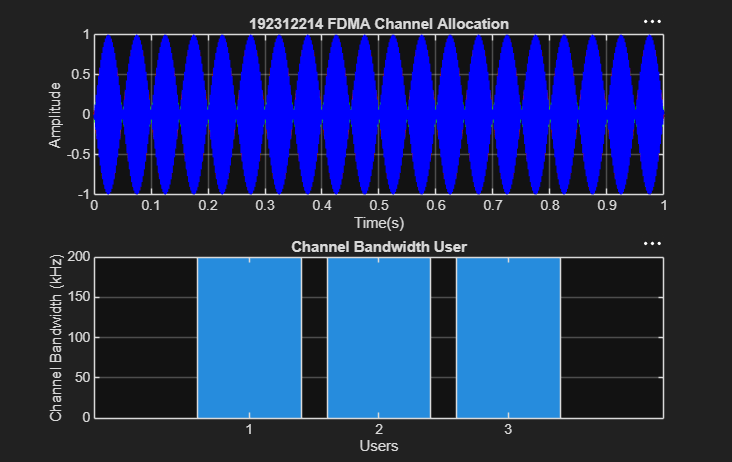 192312214 FDMA Channel Allocation
...
Amplitude
1
0.5
0
-0.5
-1
0 0.1 0.2 0.3 0.4 0.5 0.6 0.7 0.8 0.9 1
Time(s)
Channel Bandwidth User
...
Channel Bandwidth (kHz)
200
150
100
50
0
1 2 3
Users